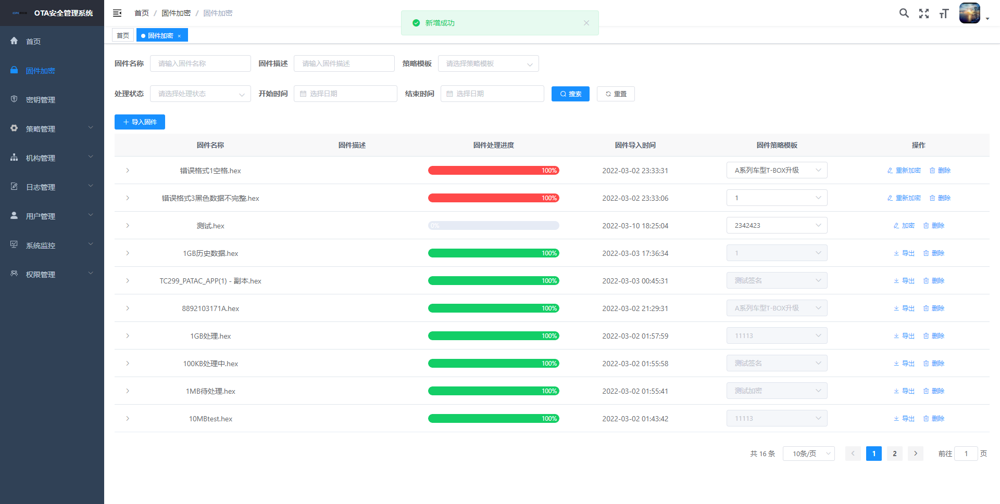 OTA安全管理系统
首页 / 固件加密 / 固件加密
新增成功
首页 固件加密 ×
首页
固件加密
密钥管理
策略管理
机构管理
日志管理
用户管理
系统监控
权限管理
固件名称 请输入固件名称 固件描述 请输入固件描述 策略模板 请选择策略模板
处理状态 请选择处理状态 开始时间 选择日期 结束时间 选择日期 搜索 重置
导入固件
固件名称 固件描述 固件处理进度 固件导入时间 固件策略模板 操作
错误格式1空格.hex 100% 2022-03-02 23:33:31 A系列车型T-BOX升级 重新加密 删除
错误格式3黑色数据不完整.hex 100% 2022-03-02 23:33:06 1 重新加密 删除
测试.hex 0% 2022-03-10 18:25:04 2342423 加密 删除
1GB历史数据.hex 100% 2022-03-03 17:36:34 1 导出 删除
TC299_PATAC_APP(1) - 副本.hex 100% 2022-03-03 00:45:31 测试签名 导出 删除
8892103171A.hex 100% 2022-03-02 21:29:31 A系列车型T-BOX升级 导出 删除
1GB处理.hex 100% 2022-03-02 01:57:59 11113 导出 删除
100KB处理中.hex 100% 2022-03-02 01:55:58 测试签名 导出 删除
1MB待处理.hex 100% 2022-03-02 01:55:41 测试加密 导出 删除
10MBtest.hex 100% 2022-03-02 01:43:42 11113 导出 删除
共 16 条 10条/页 1 2 前往 1 页